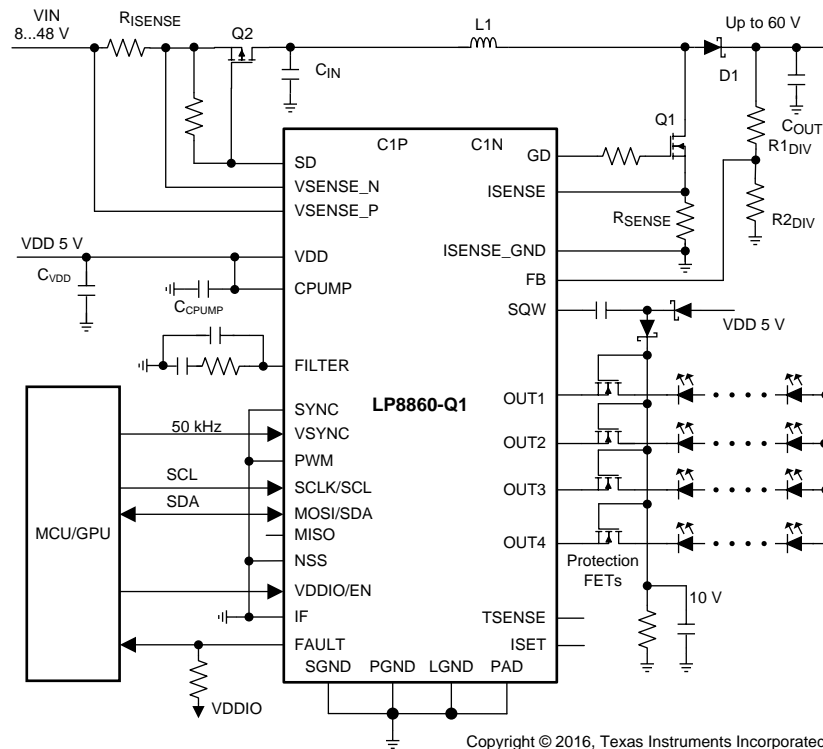 VIN
8...48 V
RISENSE
Q2
CIN
L1
D1
Up to 60 V
COUT
R1DIV
R2DIV
Q1
RSENSE
C1P
C1N
SD
VSENSE_N
VSENSE_P
VDD 5 V
CVDD
CCPUMP
VDD
CPUMP
FILTER
LP8860-Q1
GD
ISENSE
ISENSE_GND
FB
SQW
VDD 5 V
OUT1
OUT2
OUT3
OUT4
Protection
FETs
10 V
TSENSE
ISET
MCU/GPU
50 kHz
SCL
SDA
SYNC
VSYNC
PWM
SCLK/SCL
MOSI/SDA
MISO
NSS
VDDIO/EN
IF
FAULT
VDDIO
SGND
PGND
LGND
PAD
Copyright © 2016, Texas Instruments Incorporated